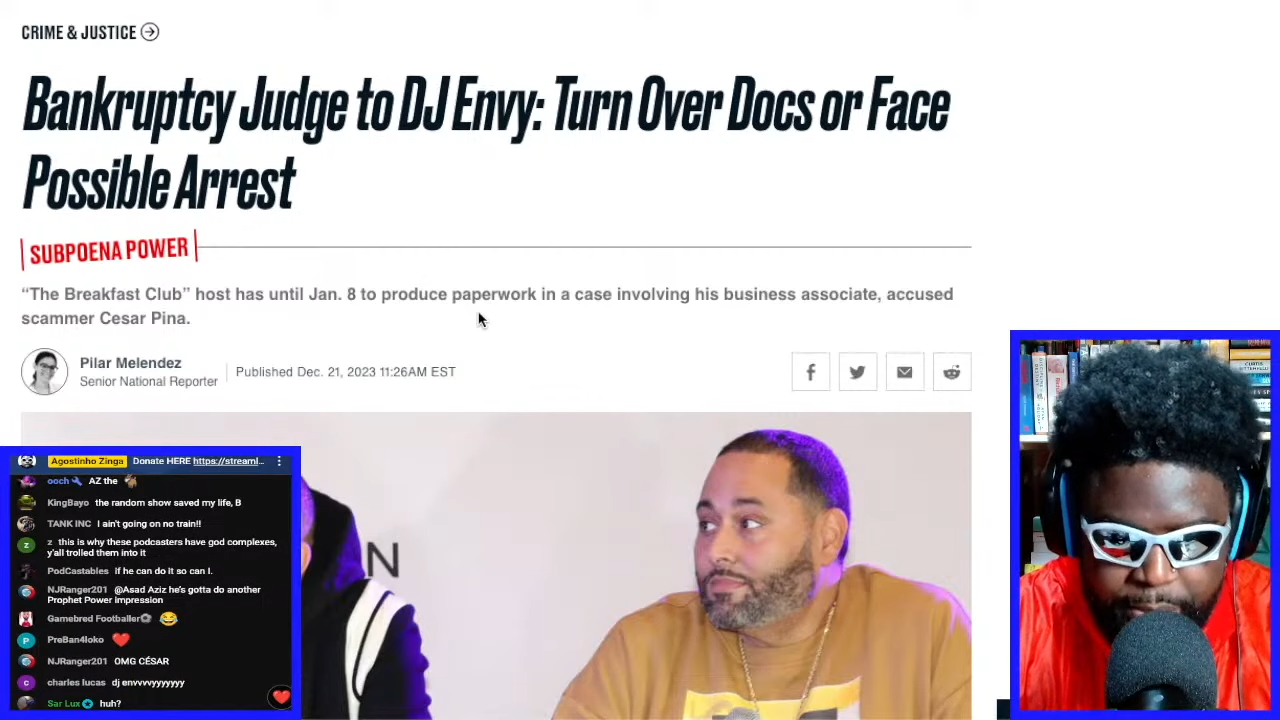 CRIME & JUSTICE
Bankruptcy Judge to DJ Envy: Turn Over Docs or Face
Possible Arrest
SUBPOENA POWER
“The Breakfast Club” host has until Jan. 8 to produce paperwork in a case involving his business associate, accused
scammer Cesar Pina.
Pilar Melendez
Senior National Reporter
Published Dec. 21, 2023 11:26AM EST
N
Agostinho Zinga Donate HERE https://streaml...
ooch AZ the
KingBayo the random show saved my life, B
TANK INC I ain't going on no train!!
z this is why these podcasters have god complexes,
y'all trolled them into it
PodCastables if he can do it so can I.
NJRanger201 @Asad Aziz he's gotta do another
Prophet Power impression
Gamebred Footballer
PreBan4loko
NJRanger201 OMG CÉSAR
charles lucas dj envvvvyyyyyyy
Sar Lux huh?